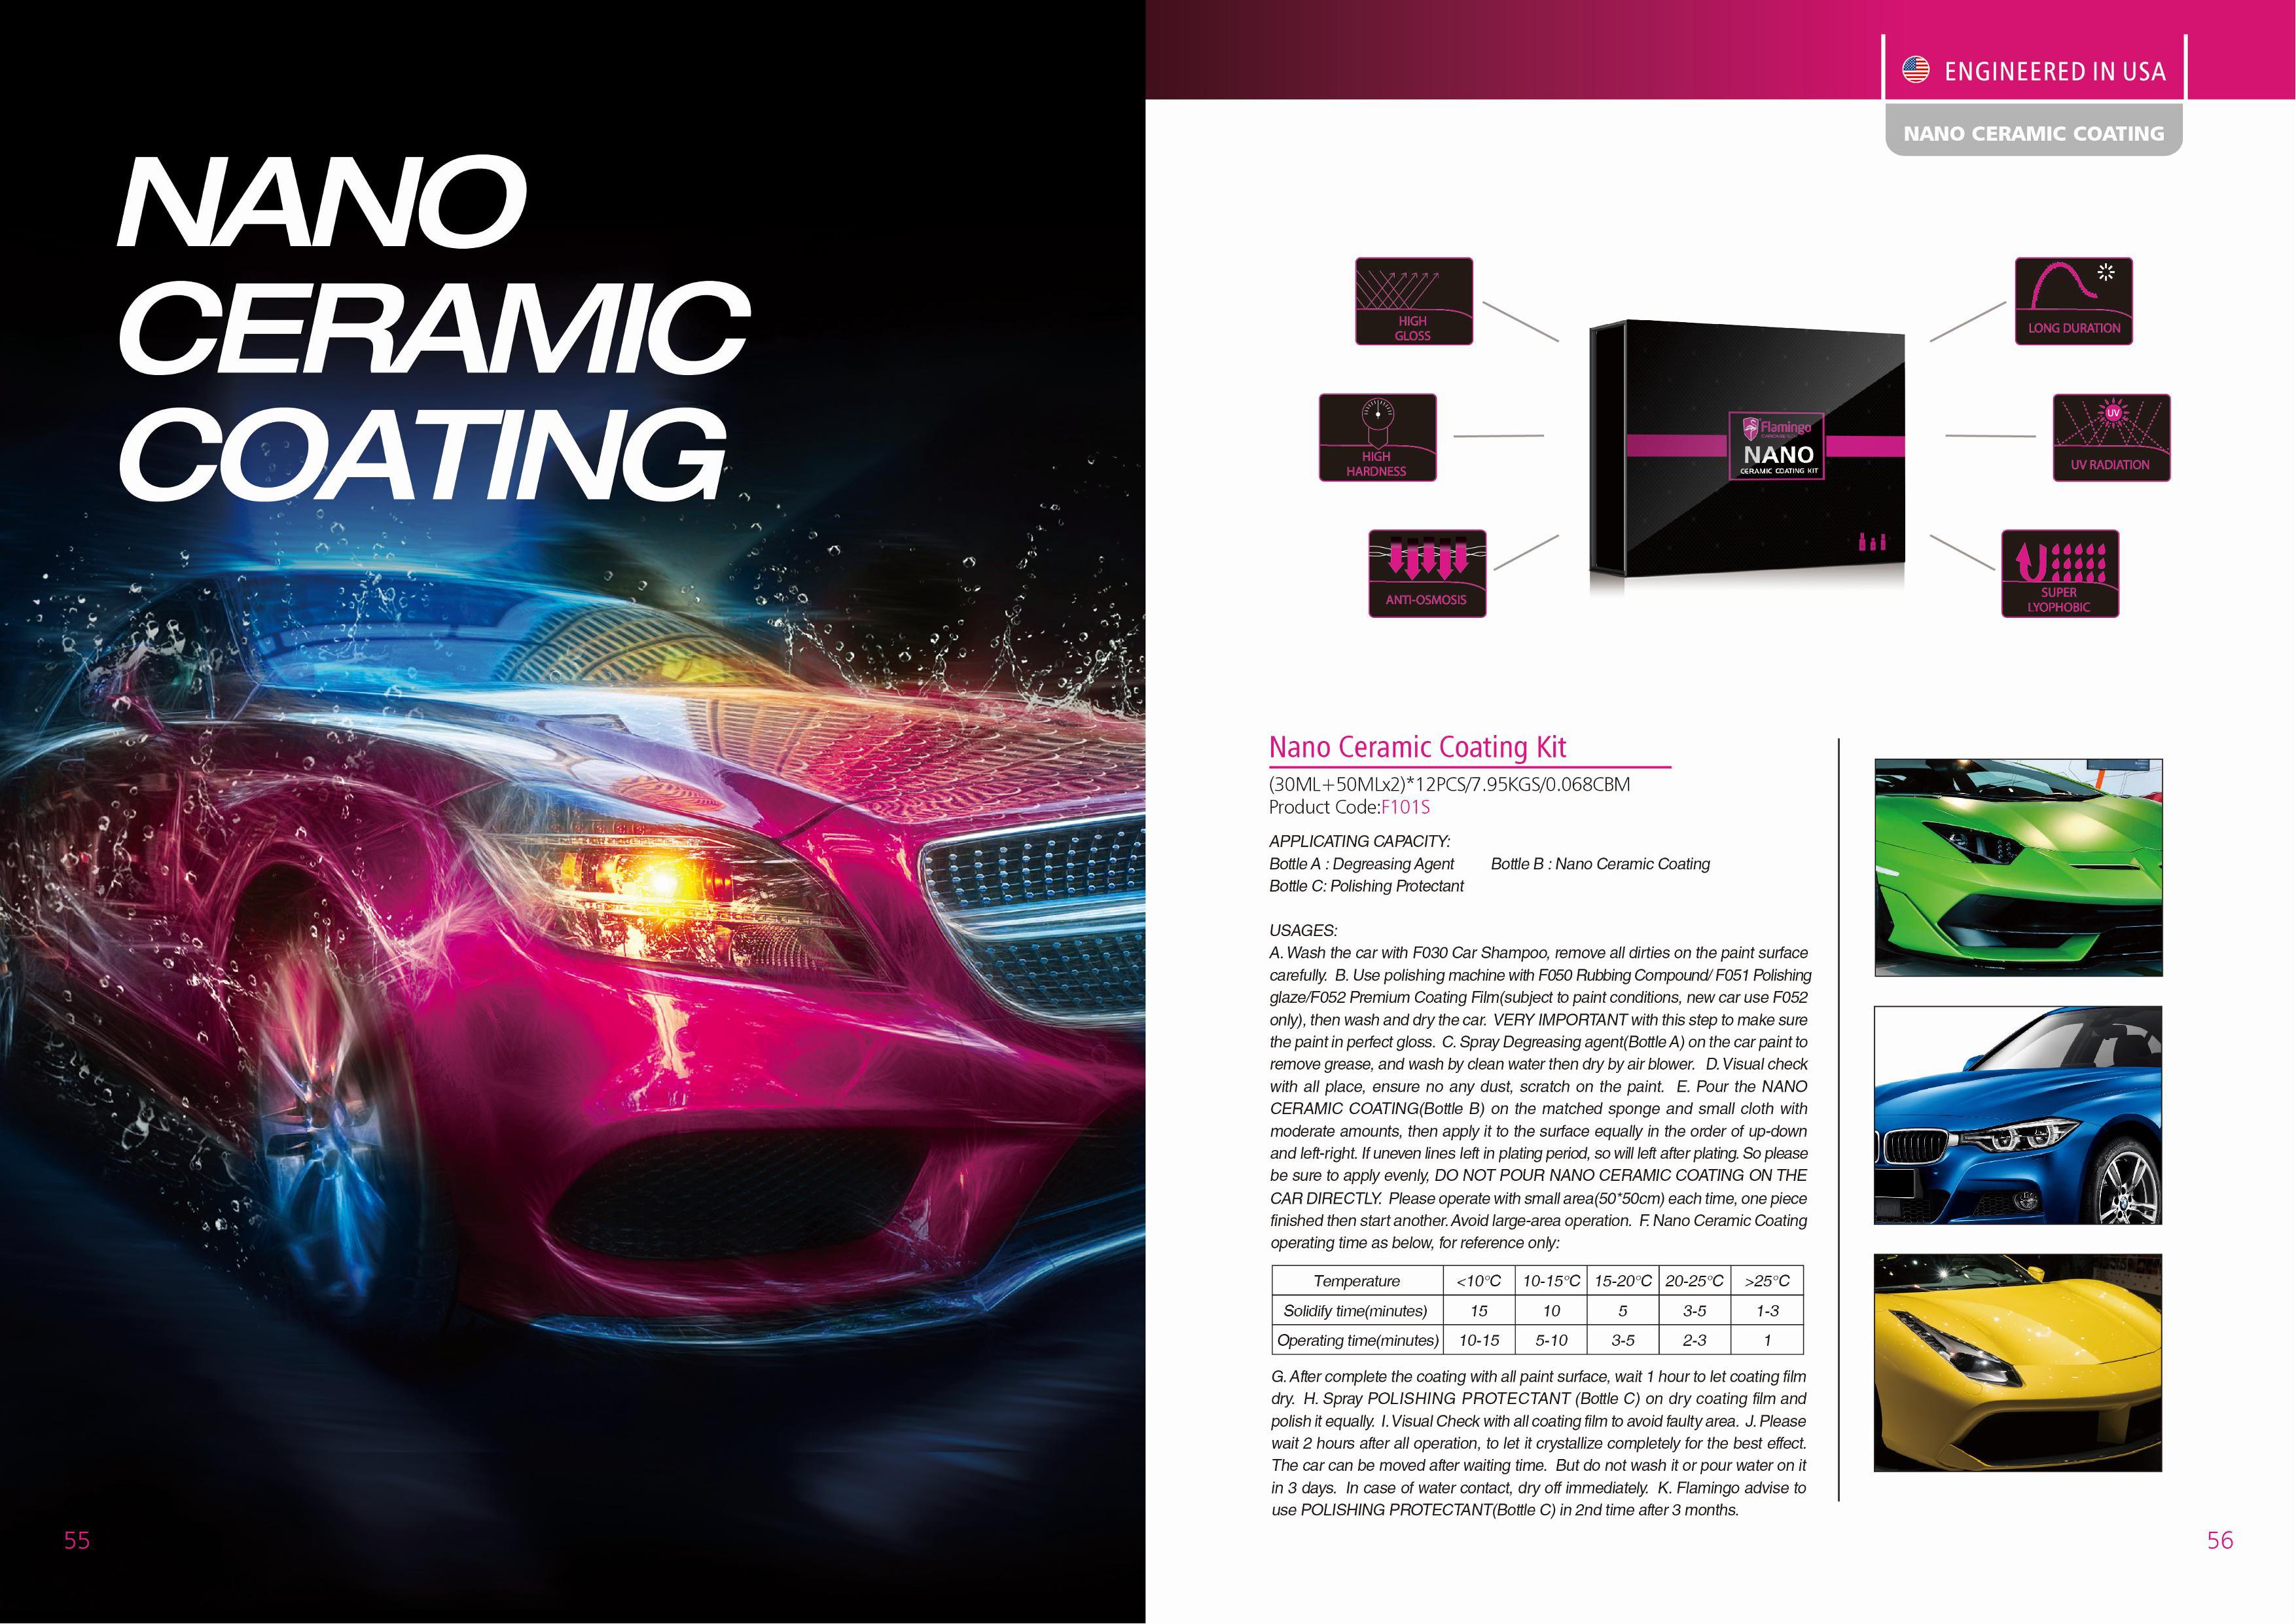 NANO
CERAMIC
COATING
55
ENGINEERED IN USA
NANO CERAMIC COATING
HIGH
GLOSS
HIGH
HARDNESS
ANTI-OSMOSIS
Flamingo
NANO
CERAMIC COATING KIT
LONG DURATION
UV
UV RADIATION
SUPER
LYOPHOBIC
Nano Ceramic Coating Kit
(30ML+50MLx2)*12PCS/7.95KGS/0.068CBM
Product Code:F101S
APPLICATING CAPACITY:
Bottle A : Degreasing Agent Bottle B : Nano Ceramic Coating
Bottle C: Polishing Protectant
USAGES:
A. Wash the car with F030 Car Shampoo, remove all dirties on the paint surface
carefully. B. Use polishing machine with F050 Rubbing Compound/ F051 Polishing
glaze/F052 Premium Coating Film(subject to paint conditions, new car use F052
only), then wash and dry the car. VERY IMPORTANT with this step to make sure
the paint in perfect gloss. C. Spray Degreasing agent(Bottle A) on the car paint to
remove grease, and wash by clean water then dry by air blower. D. Visual check
with all place, ensure no any dust, scratch on the paint. E. Pour the NANO
CERAMIC COATING(Bottle B) on the matched sponge and small cloth with
moderate amounts, then apply it to the surface equally in the order of up-down
and left-right. If uneven lines left in plating period, so will left after plating. So please
be sure to apply evenly, DO NOT POUR NANO CERAMIC COATING ON THE
CAR DIRECTLY. Please operate with small area(50*50cm) each time, one piece
finished then start another. Avoid large-area operation. F. Nano Ceramic Coating
operating time as below, for reference only:
Temperature <10°C 10-15°C 15-20°C 20-25°C >25°C
Solidify time(minutes) 15 10 5 3-5 1-3
Operating time(minutes) 10-15 5-10 3-5 2-3 1
G. After complete the coating with all paint surface, wait 1 hour to let coating film
dry. H. Spray POLISHING PROTECTANT (Bottle C) on dry coating film and
polish it equally. I. Visual Check with all coating film to avoid faulty area. J. Please
wait 2 hours after all operation, to let it crystallize completely for the best effect.
The car can be moved after waiting time. But do not wash it or pour water on it
in 3 days. In case of water contact, dry off immediately. K. Flamingo advise to
use POLISHING PROTECTANT(Bottle C) in 2nd time after 3 months.
56